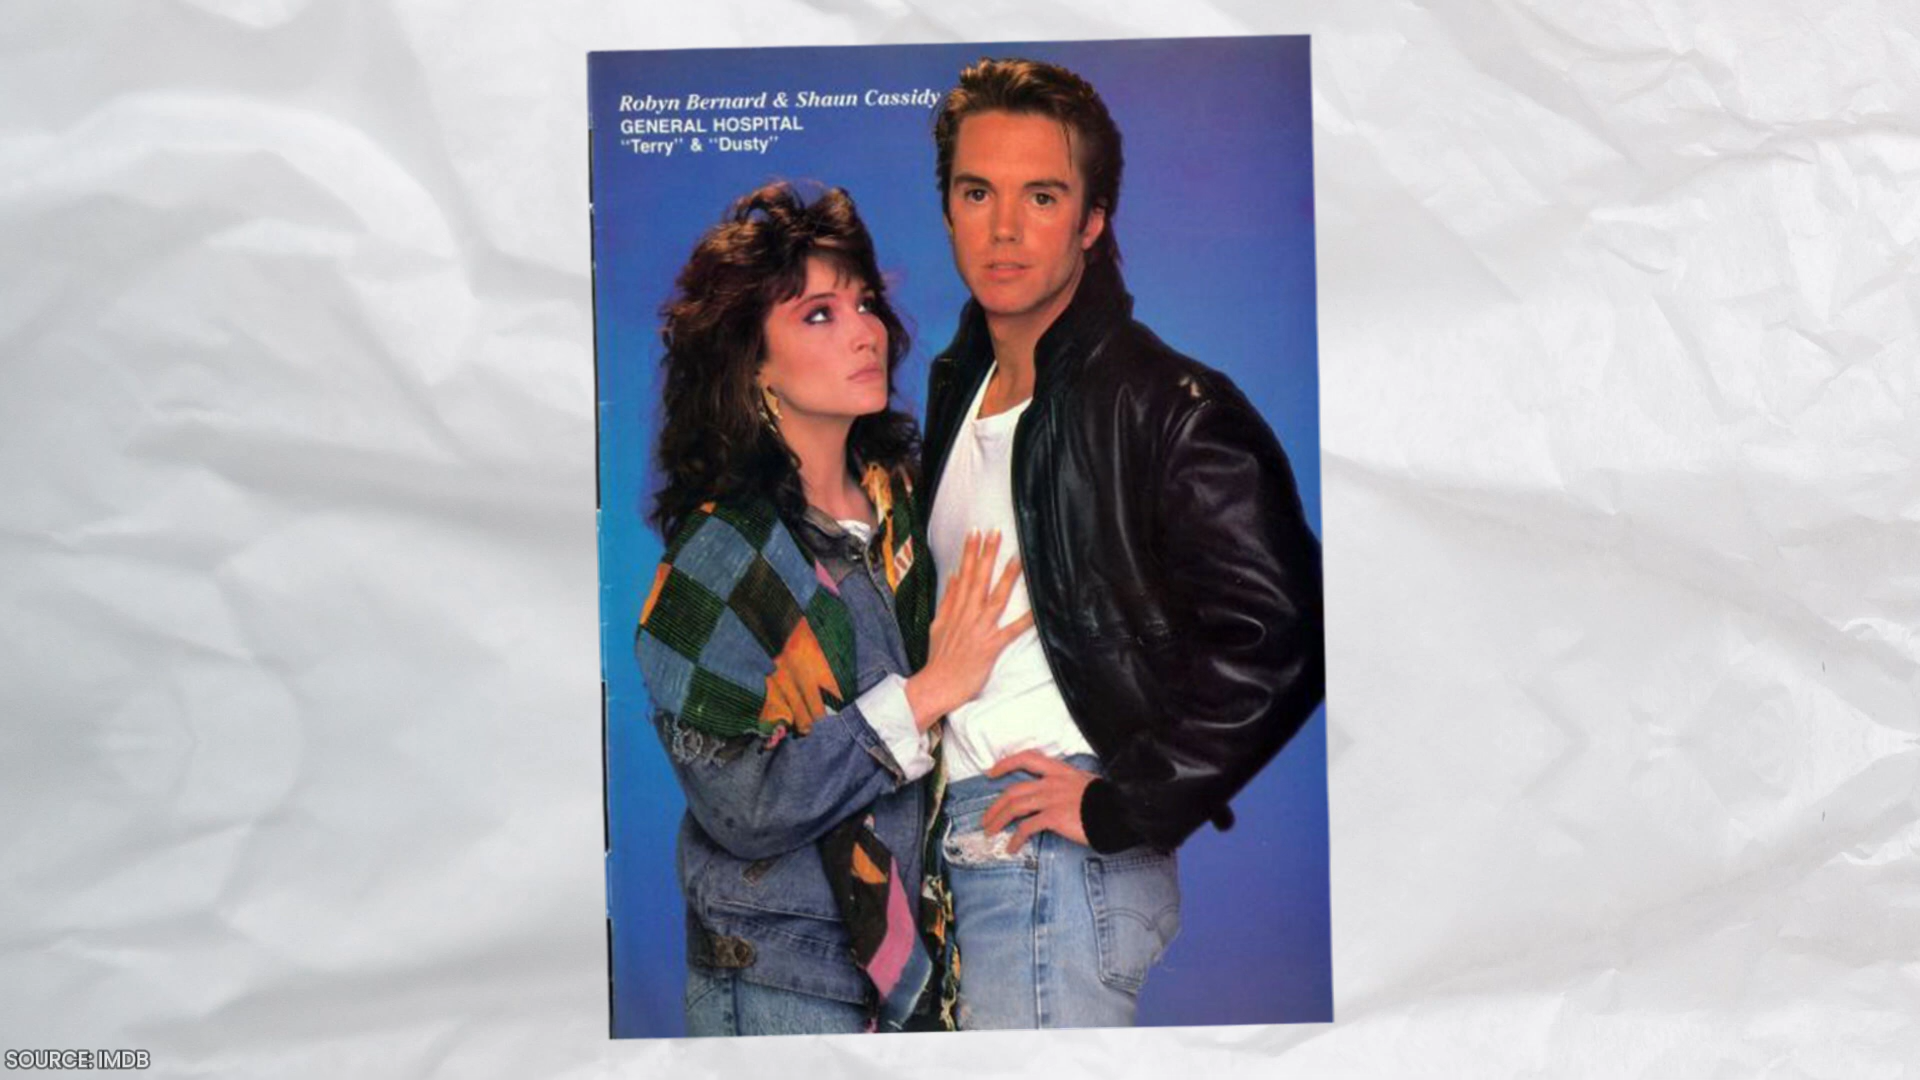 Robyn Bernard & Shaun Cassidy
GENERAL HOSPITAL
"Terry" & "Dusty"
SOURCE: IMDB